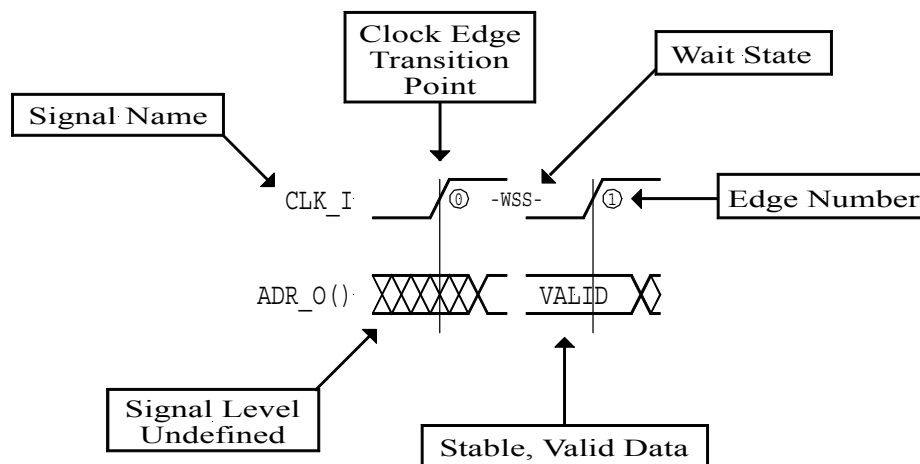 Clock Edge
Transition
Point
Wait State
Signal Name
CLK_I
0
-WSS-
1
Edge Number
ADR_O()
VALID
Signal Level
Undefined
Stable, Valid Data